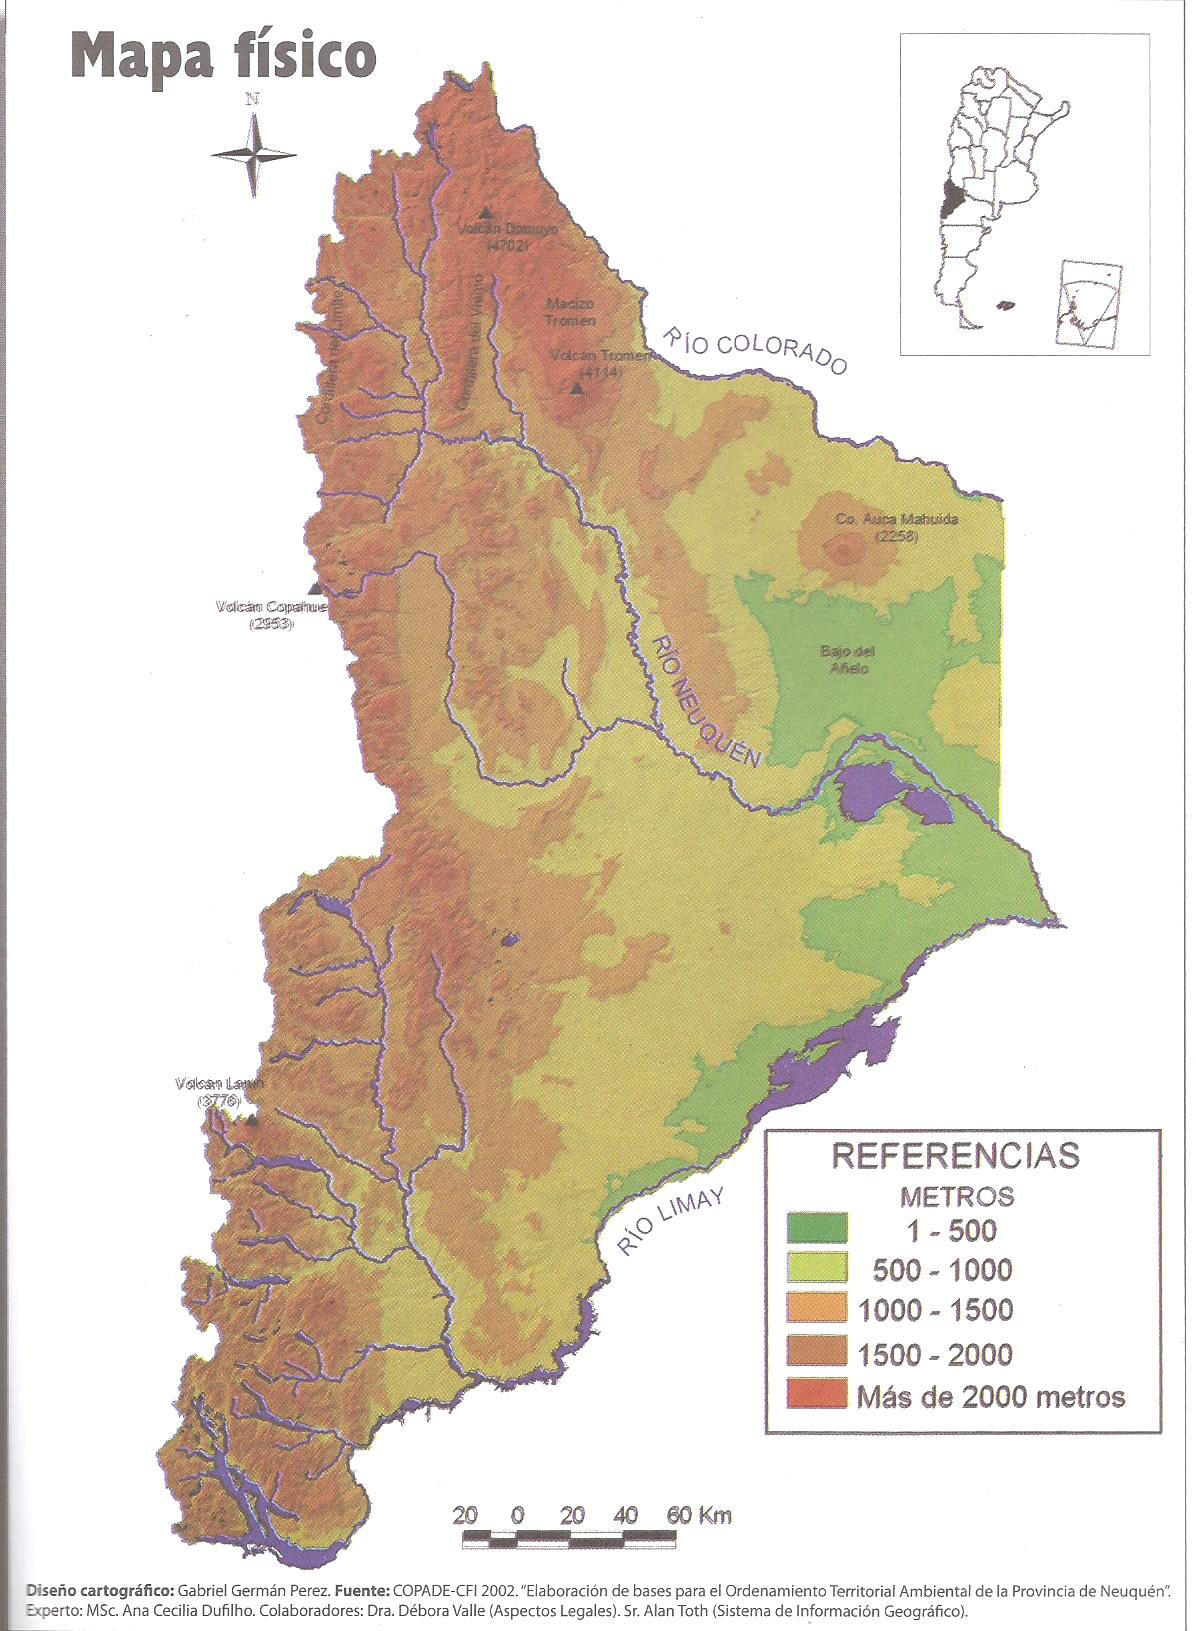 Mapa físico
N
Volcán Domuyo
(4702)
Cordillera del Límite
Cordillera del Viento
Macizo
Tromen
Volcán Tromen
(4114)
RÍO COLORADO
Co. Auca Mahuida
(2258)
Volcán Copahue
(2953)
Bajo del
Añelo
RÍO NEUQUÉN
Volcán Lanín
(3776)
RÍO LIMAY
REFERENCIAS
METROS
1 - 500
500 - 1000
1000 - 1500
1500 - 2000
Más de 2000 metros
20 0 20 40 60 Km
Diseño cartográfico: Gabriel Germán Perez. Fuente: COPADE-CFI 2002. “Elaboración de bases para el Ordenamiento Territorial Ambiental de la Provincia de Neuquén”.
Experto: MSc. Ana Cecilia Dufilho. Colaboradores: Dra. Débora Valle (Aspectos Legales). Sr. Alan Toth (Sistema de Información Geográfico).